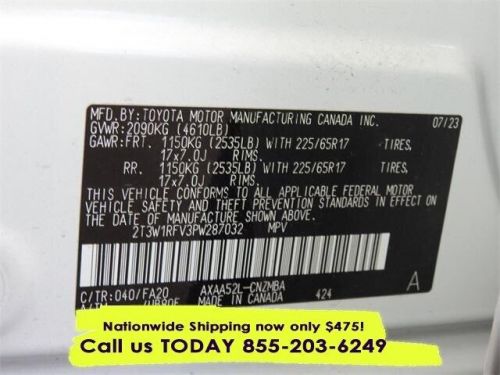 MFD. BY: TOYOTA MOTOR MANUFACTURING CANADA INC. 07/23
GVWR: 2090KG (4610LB)
GAWR: FRT. 1150KG (2535LB) WITH 225/65R17 TIRES,
17x7.0J RIMS.
RR. 1150KG (2535LB) WITH 225/65R17 TIRES,
17x7.0J RIMS.
THIS VEHICLE CONFORMS TO ALL APPLICABLE FEDERAL MOTOR
VEHICLE SAFETY STANDARDS IN EFFECT ON THE DATE OF
MANUFACTURE SHOWN ABOVE.
2T3W1RFV3PW287032 MPV
C/TR: 040/FA20 AXAA52L-CNZMBA A
MADE IN CANADA 424
Nationwide Shipping now only $475!
Call us TODAY 855-203-6249